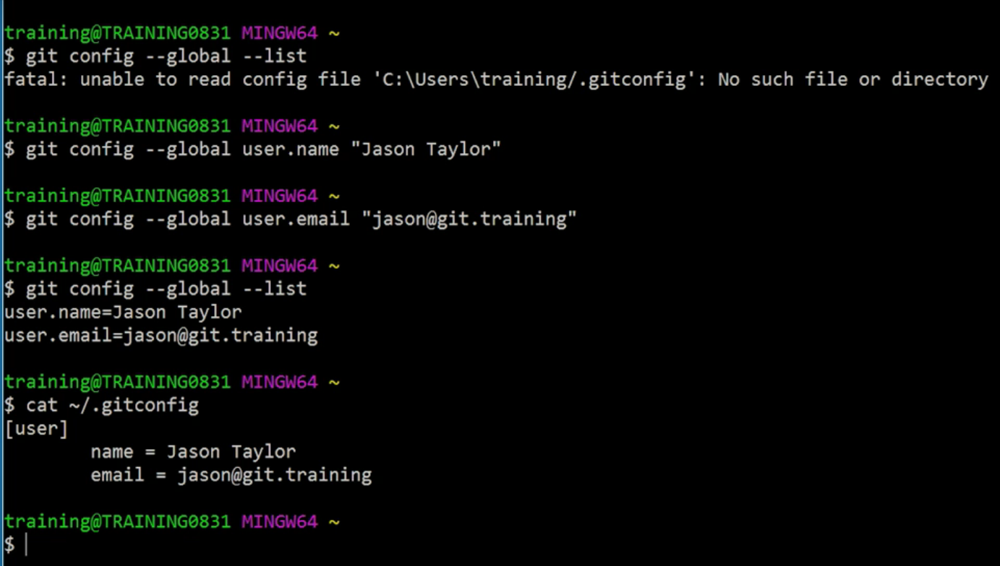 training@TRAINING0831 MINGW64 ~
$ git config --global --list
fatal: unable to read config file 'C:\Users\training/.gitconfig': No such file or directory
training@TRAINING0831 MINGW64 ~
$ git config --global user.name "Jason Taylor"
training@TRAINING0831 MINGW64 ~
$ git config --global user.email "jason@git.training"
training@TRAINING0831 MINGW64 ~
$ git config --global --list
user.name=Jason Taylor
user.email=jason@git.training
training@TRAINING0831 MINGW64 ~
$ cat ~/.gitconfig
[user]
        name = Jason Taylor
        email = jason@git.training
training@TRAINING0831 MINGW64 ~
$